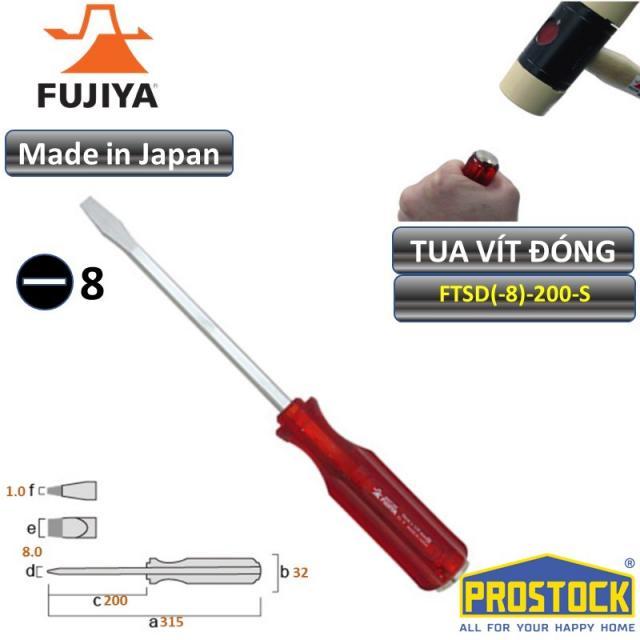 FUJIYA®
Made in Japan
TUA VÍT ĐÓNG
FTSD(-8)-200-S
8
FUJIYA
1.0 f
e
8.0
d
b 32
c 200
a 315
PROSTOCK®
ALL FOR YOUR HAPPY HOME